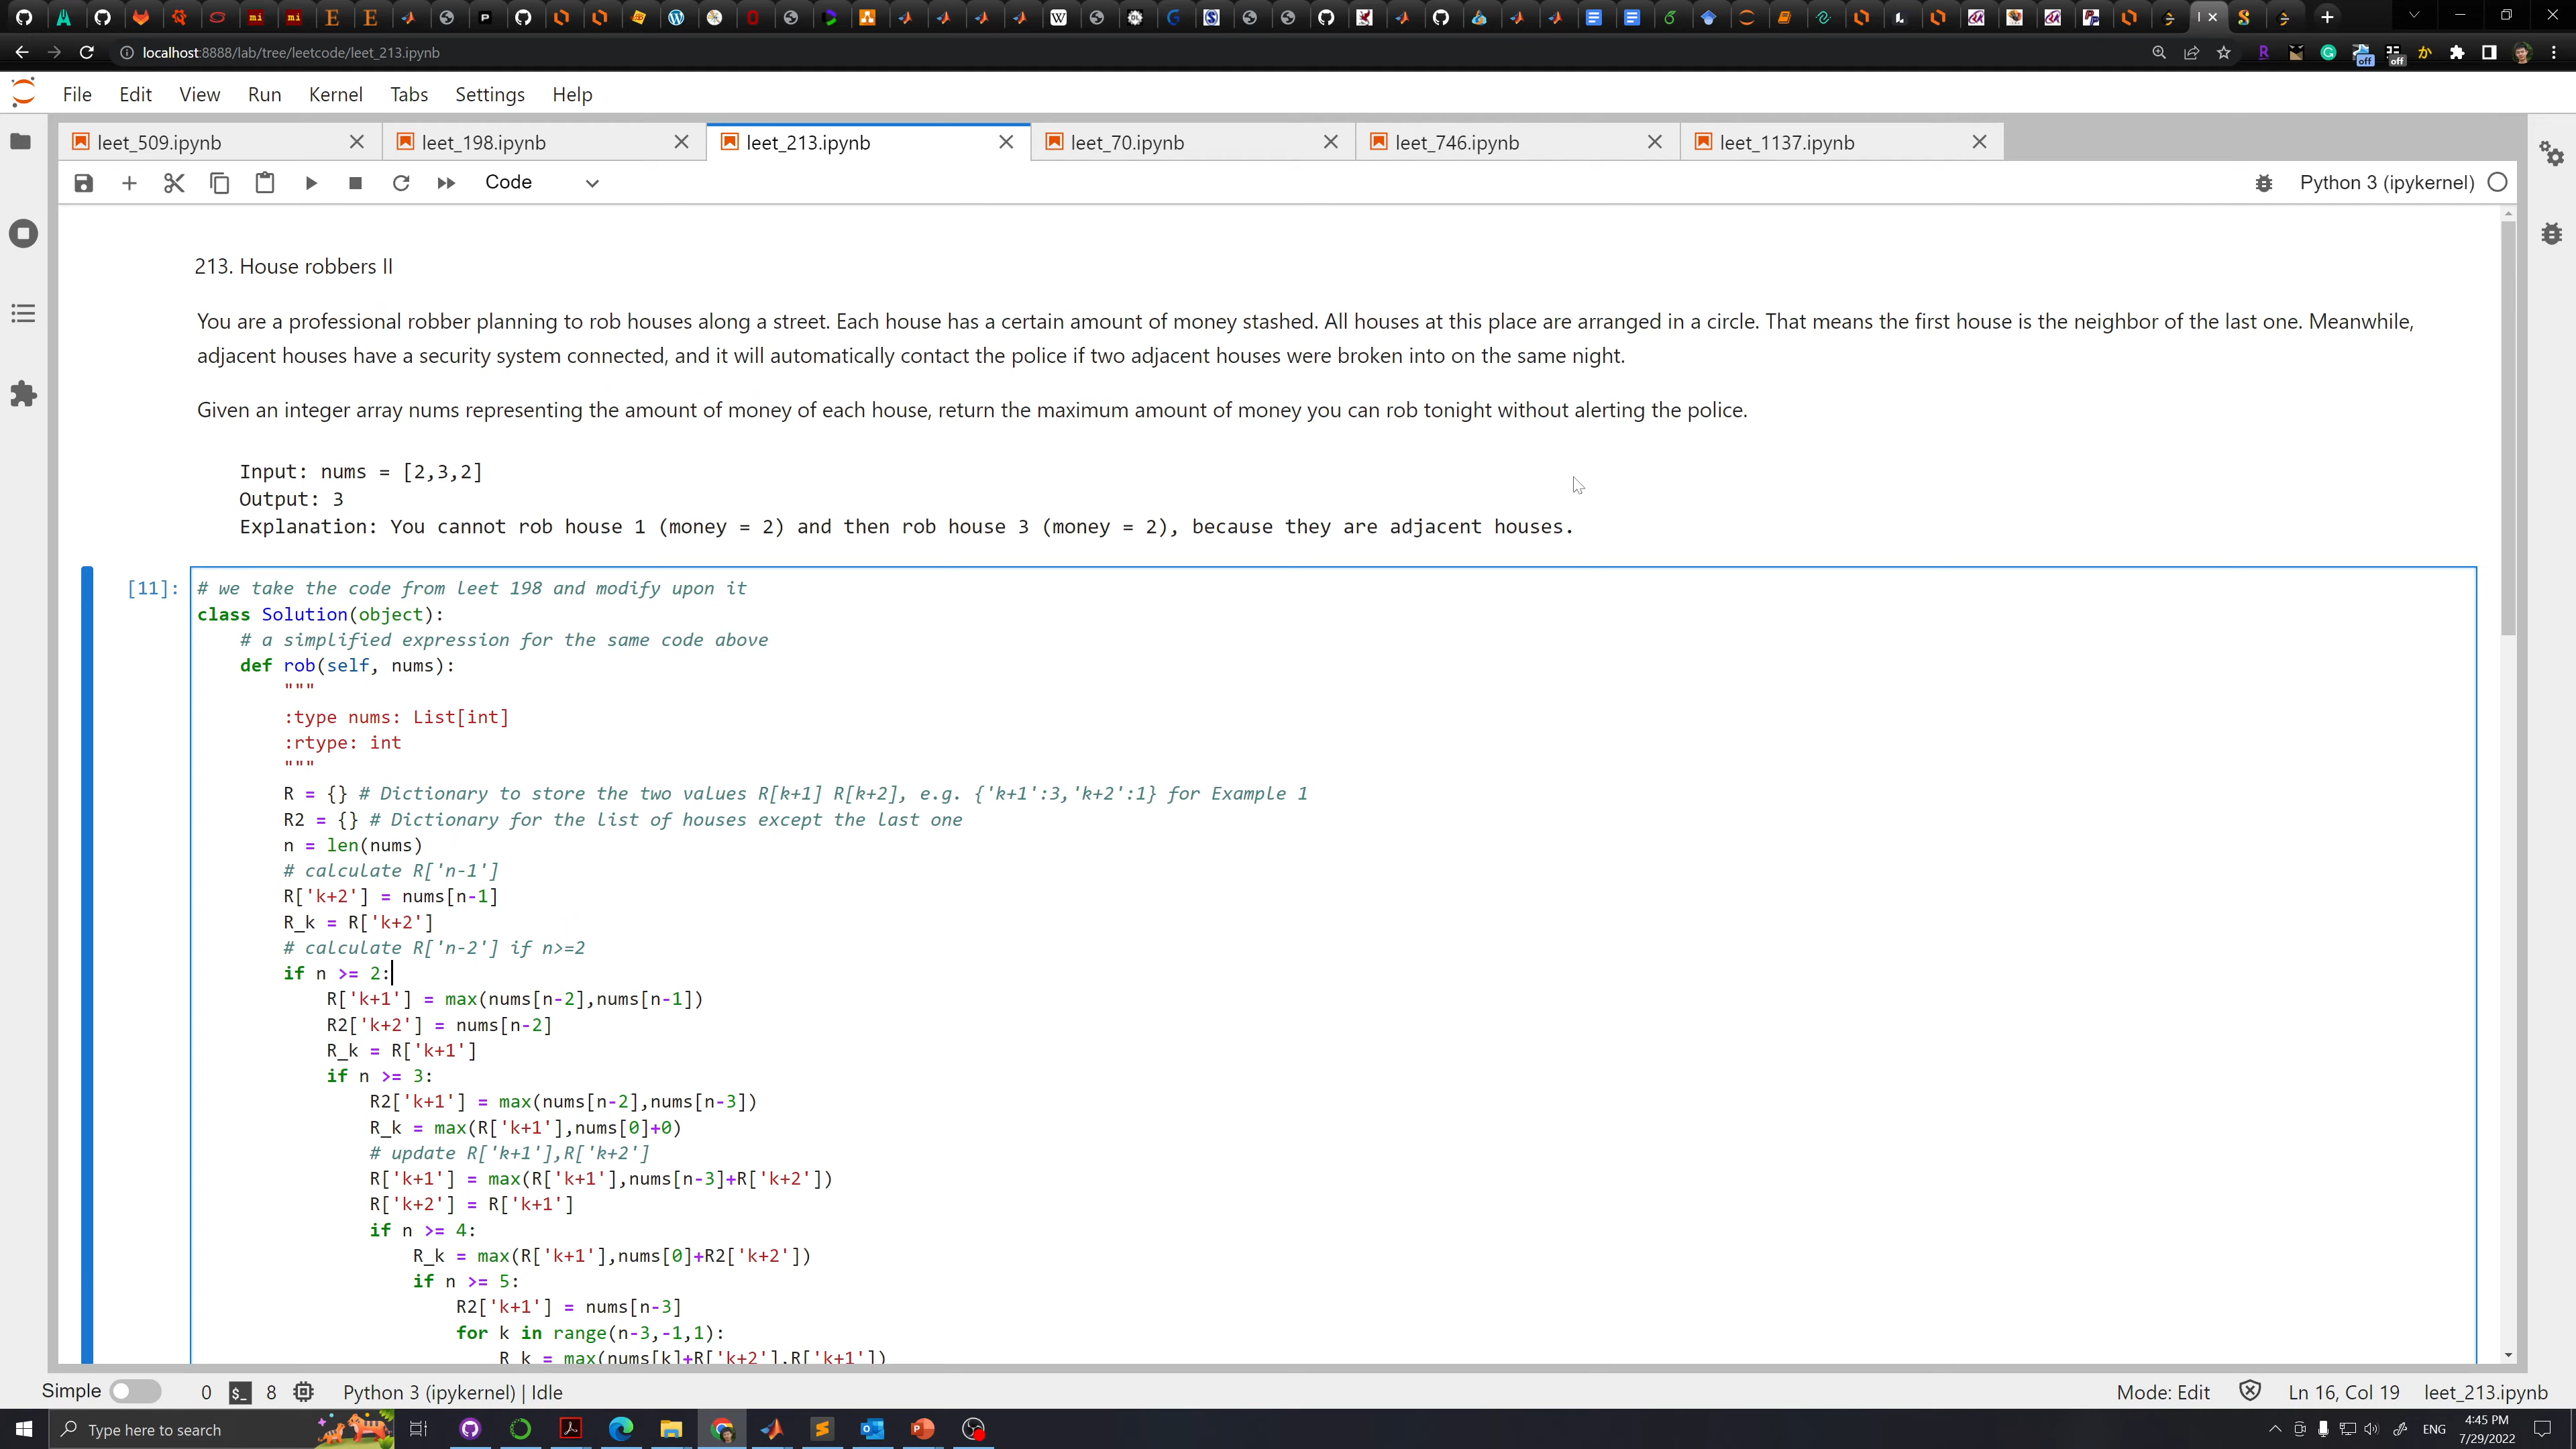 localhost:8888/lab/tree/leetcode/leet_213.ipynb
off
off
File Edit View Run Kernel Tabs Settings Help
leet_509.ipynb leet_198.ipynb leet_213.ipynb leet_70.ipynb leet_746.ipynb leet_1137.ipynb
Code Python 3 (ipykernel)
213. House robbers II
You are a professional robber planning to rob houses along a street. Each house has a certain amount of money stashed. All houses at this place are arranged in a circle. That means the first house is the neighbor of the last one. Meanwhile,
adjacent houses have a security system connected, and it will automatically contact the police if two adjacent houses were broken into on the same night.
Given an integer array nums representing the amount of money of each house, return the maximum amount of money you can rob tonight without alerting the police.
Input: nums = [2,3,2]
Output: 3
Explanation: You cannot rob house 1 (money = 2) and then rob house 3 (money = 2), because they are adjacent houses.
[11]: # we take the code from leet 198 and modify upon it
class Solution(object):
# a simplified expression for the same code above
def rob(self, nums):
"""
:type nums: List[int]
:rtype: int
"""
R = {} # Dictionary to store the two values R[k+1] R[k+2], e.g. {'k+1':3,'k+2':1} for Example 1
R2 = {} # Dictionary for the list of houses except the last one
n = len(nums)
# calculate R['n-1']
R['k+2'] = nums[n-1]
R_k = R['k+2']
# calculate R['n-2'] if n>=2
if n >= 2:
R['k+1'] = max(nums[n-2],nums[n-1])
R2['k+2'] = nums[n-2]
R_k = R['k+1']
if n >= 3:
R2['k+1'] = max(nums[n-2],nums[n-3])
R_k = max(R['k+1'],nums[0]+0)
# update R['k+1'],R['k+2']
R['k+1'] = max(R['k+1'],nums[n-3]+R['k+2'])
R['k+2'] = R['k+1']
if n >= 4:
R_k = max(R['k+1'],nums[0]+R2['k+2'])
if n >= 5:
R2['k+1'] = nums[n-3]
for k in range(n-3,-1,1):
R_k = max(nums[k]+R['k+2'],R['k+1'])
Simple 0 8 Python 3 (ipykernel) | Idle Mode: Edit Ln 16, Col 19 leet_213.ipynb
Type here to search ENG 4:45 PM
7/29/2022